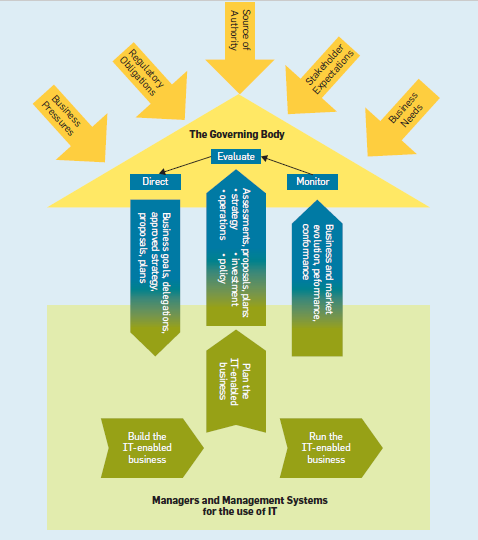 Source of
Authority
Regulatory
Obligations
Stakeholder
Expectations
Business
Pressures
Business
Needs
The Governing Body
Evaluate
Direct
Monitor
Business goals, delegations,
approved strategy,
proposals, plans
Assessments, proposals, plans:
• strategy • investment
• operations • policy
Business and market
evolution, peformance,
conformance
Plan the
IT-enabled
business
Build the
IT-enabled
business
Run the
IT-enabled
business
Managers and Management Systems
for the use of IT